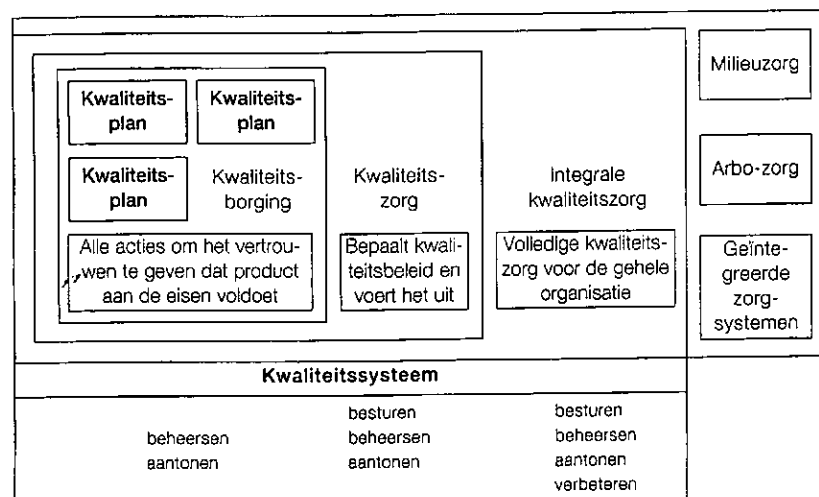 Kwaliteits-
plan
Kwaliteits-
plan
Kwaliteits-
plan
Kwaliteits-
borging
Alle acties om het vertrou-
wen te geven dat product
aan de eisen voldoet
Kwaliteits-
zorg
Bepaalt kwali-
teitsbeleid en
voert het uit
Integrale
kwaliteitszorg
Volledige kwaliteits-
zorg voor de gehele
organisatie
Milieuzorg
Arbo-zorg
Geïnte-
greerde
zorg-
systemen
Kwaliteitssysteem
beheersen
aantonen
besturen
beheersen
aantonen
besturen
beheersen
aantonen
verbeteren